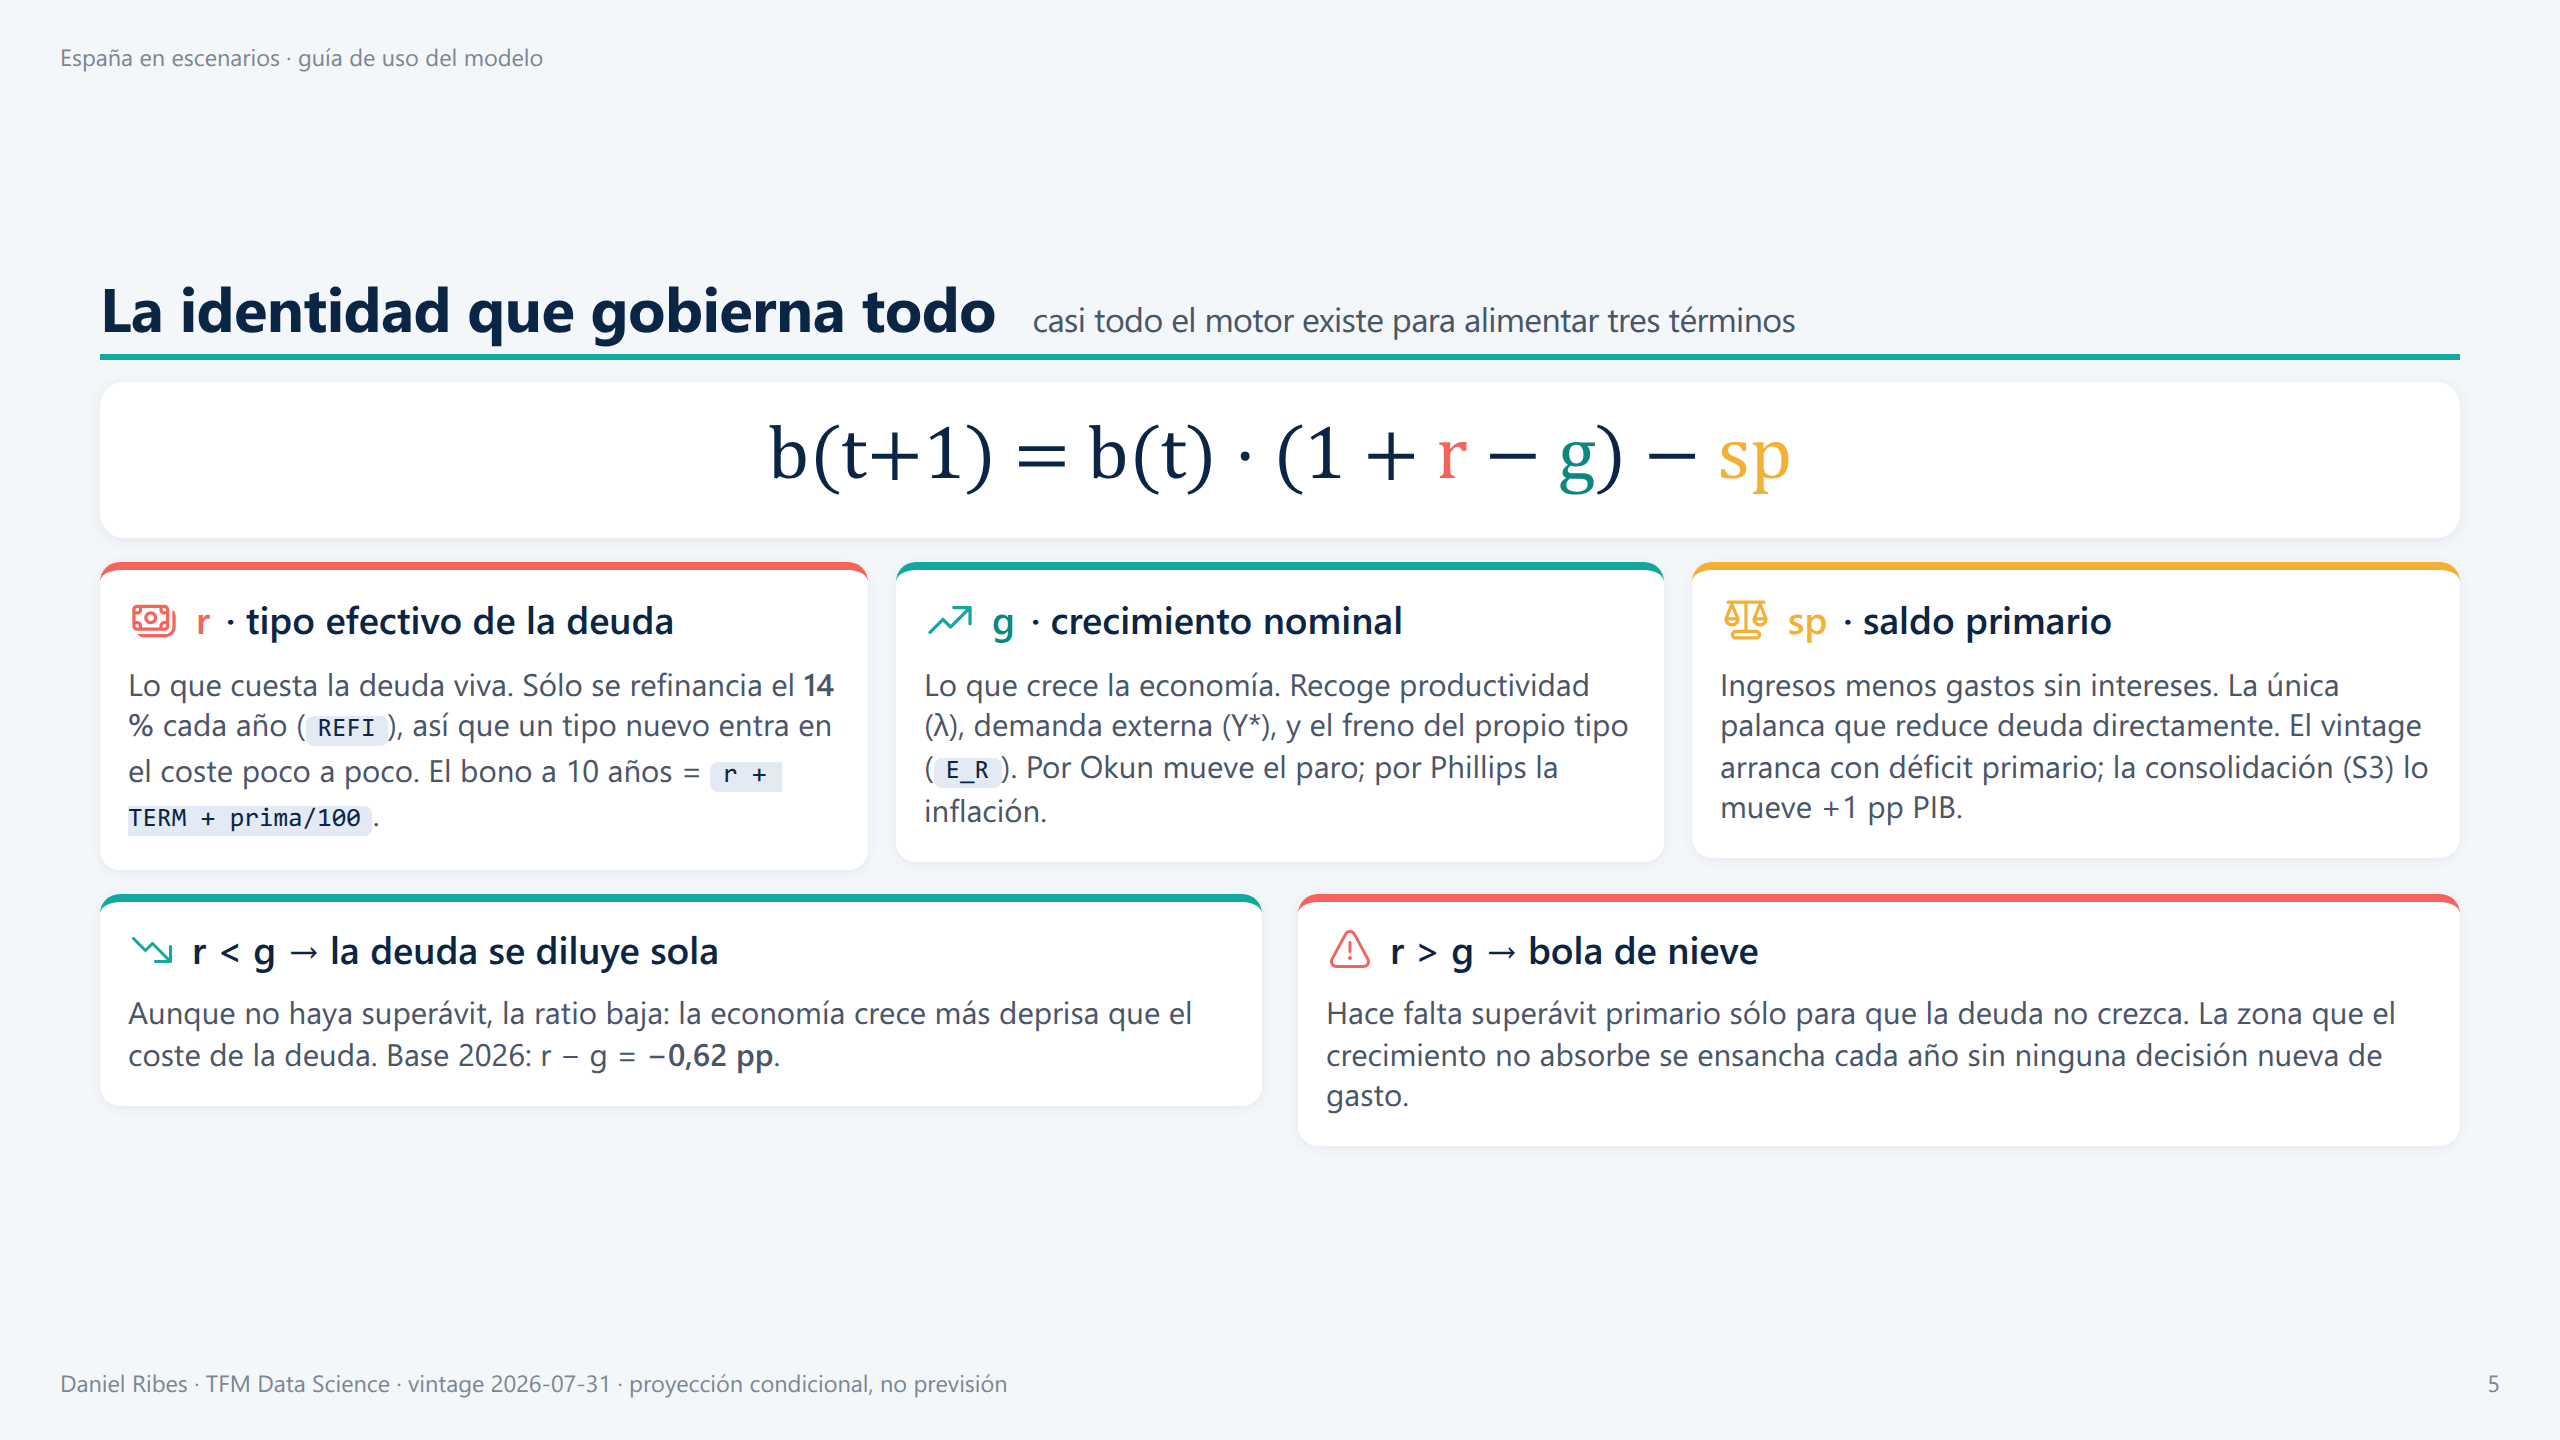 España en escenarios · guía de uso del modelo
La identidad que gobierna todo casi todo el motor existe para alimentar tres términos
b(t+1) = b(t) · (1 + r − g) − sp
r · tipo efectivo de la deuda
Lo que cuesta la deuda viva. Sólo se refinancia el 14
% cada año (REFI), así que un tipo nuevo entra en
el coste poco a poco. El bono a 10 años = r +
TERM + prima/100.
g · crecimiento nominal
Lo que crece la economía. Recoge productividad
(λ), demanda externa (Y*), y el freno del propio tipo
(E_R). Por Okun mueve el paro; por Phillips la
inflación.
sp · saldo primario
Ingresos menos gastos sin intereses. La única
palanca que reduce deuda directamente. El vintage
arranca con déficit primario; la consolidación (S3) lo
mueve +1 pp PIB.
r < g → la deuda se diluye sola
Aunque no haya superávit, la ratio baja: la economía crece más deprisa que el
coste de la deuda. Base 2026: r − g = −0,62 pp.
r > g → bola de nieve
Hace falta superávit primario sólo para que la deuda no crezca. La zona que el
crecimiento no absorbe se ensancha cada año sin ninguna decisión nueva de
gasto.
Daniel Ribes · TFM Data Science · vintage 2026-07-31 · proyección condicional, no previsión
5